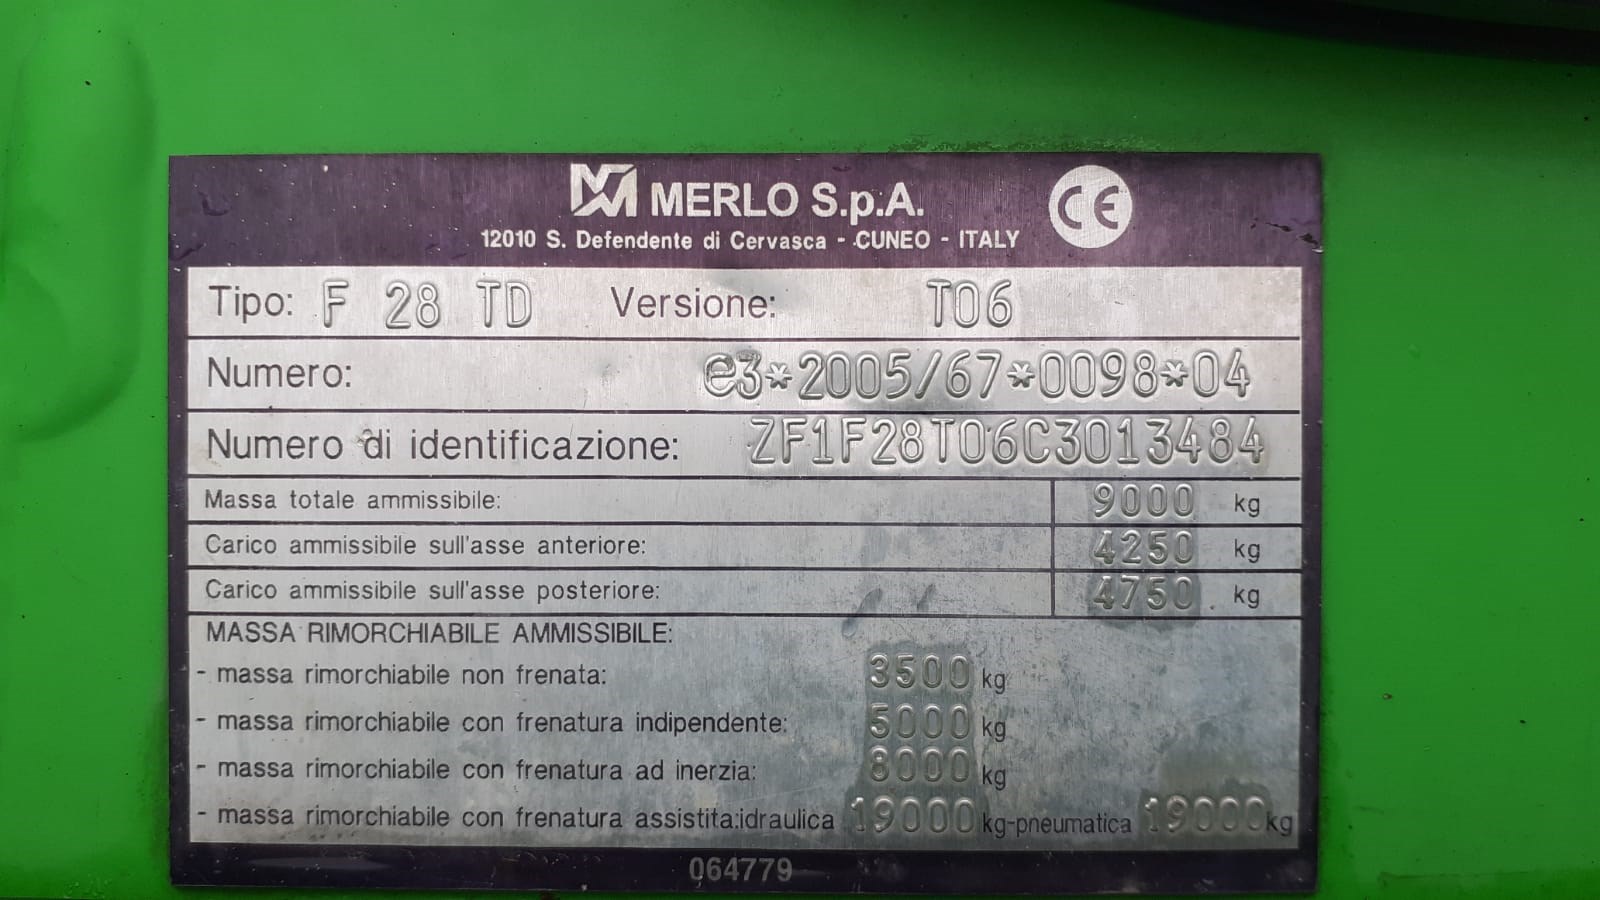 MERLO S.p.A. CE
12010 S. Defendente di Cervasca - CUNEO - ITALY
Tipo: F 28 TD Versione: T06
Numero: e3*2005/67*0098*04
Numero di identificazione: ZF1F28T06C3013484
Massa totale ammissibile: 9000 kg
Carico ammissibile sull'asse anteriore: 4250 kg
Carico ammissibile sull'asse posteriore: 4750 kg
MASSA RIMORCHIABILE AMMISSIBILE:
- massa rimorchiabile non frenata: 3500 kg
- massa rimorchiabile con frenatura indipendente: 5000 kg
- massa rimorchiabile con frenatura ad inerzia: 8000 kg
- massa rimorchiabile con frenatura assistita:idraulica 19000 kg-pneumatica 19000 kg
064779